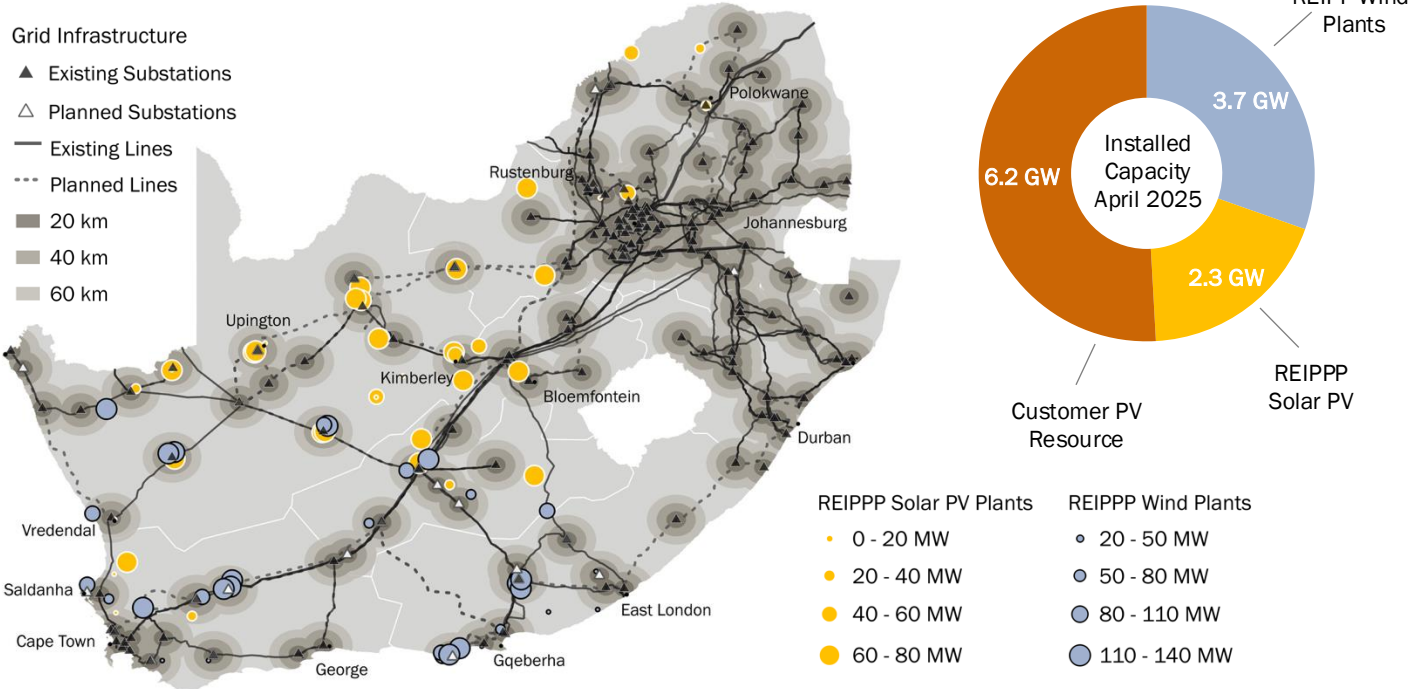 Grid Infrastructure
Existing Substations
Planned Substations
Existing Lines
Planned Lines
20 km
40 km
60 km
Polokwane
Rustenburg
Johannesburg
Upington
Kimberley
Bloemfontein
Durban
Vredendal
Saldanha
Cape Town
George
Gqeberha
East London
Plants
3.7 GW
6.2 GW
2.3 GW
Installed
Capacity
April 2025
REIPPP
Solar PV
Customer PV
Resource
REIPPP Solar PV Plants
0 - 20 MW
20 - 40 MW
40 - 60 MW
60 - 80 MW
REIPPP Wind Plants
20 - 50 MW
50 - 80 MW
80 - 110 MW
110 - 140 MW